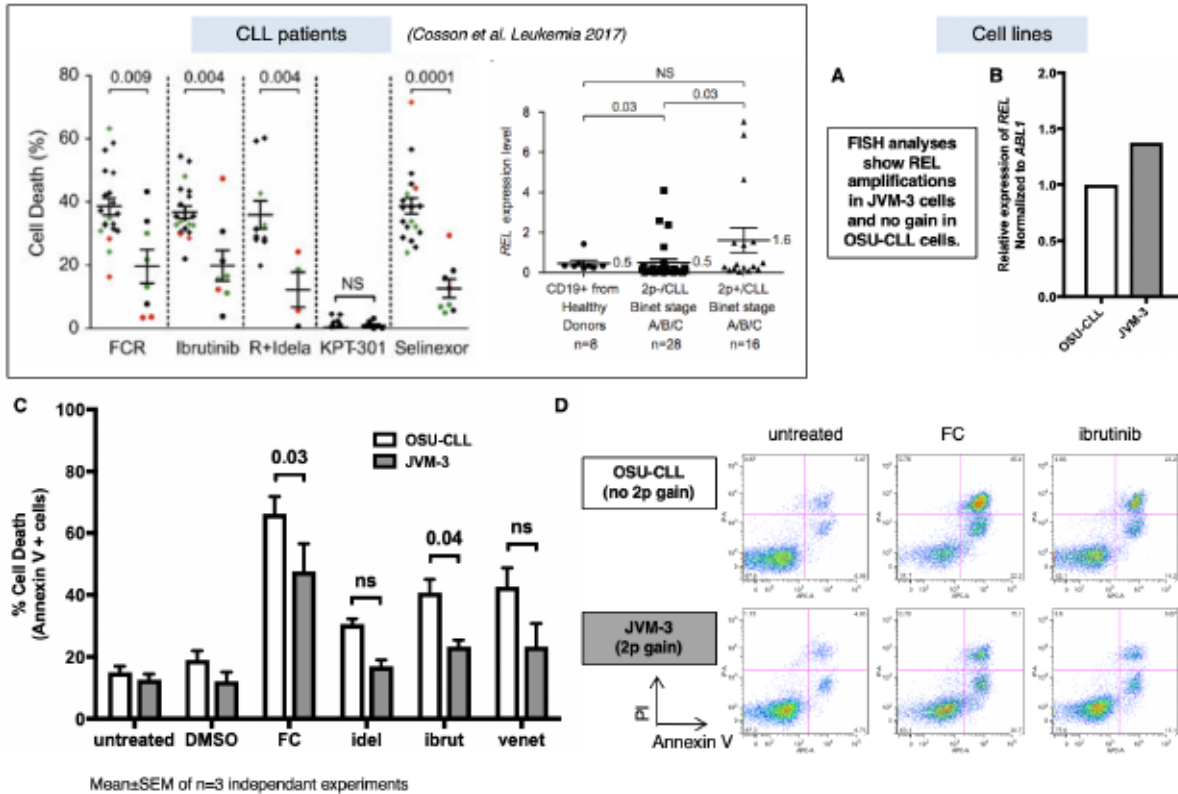 CLL patients
(Cosson et al. Leukemia 2017)
Cell lines
0.009
0.004
0.004
0.0001
NS
80
60
40
20
0
Cell Death (%)
FCR
Ibrutinib
R+Idela
KPT-301
Selinexor
NS
0.03
0.03
8
6
4
2
0
REL expression level
0.5
0.5
1.6
CD19+ from
Healthy
Donors
n=8
2p-/CLL
Binet stage
A/B/C
n=28
2p+/CLL
Binet stage
A/B/C
n=16
A
FISH analyses
show REL
amplifications
in JVM-3 cells
and no gain in
OSU-CLL cells.
B
Relative expression of REL
Normalized to ABL1
2.0
1.5
1.0
0.5
0.0
OSU-CLL
JVM-3
C
% Cell Death
(Annexin V + cells)
100
80
60
40
20
0
OSU-CLL
JVM-3
0.03
ns
0.04
ns
untreated
DMSO
FC
idel
ibrut
venet
Mean±SEM of n=3 independant experiments
D
untreated
FC
ibrutinib
OSU-CLL
(no 2p gain)
JVM-3
(2p gain)
PI
Annexin V